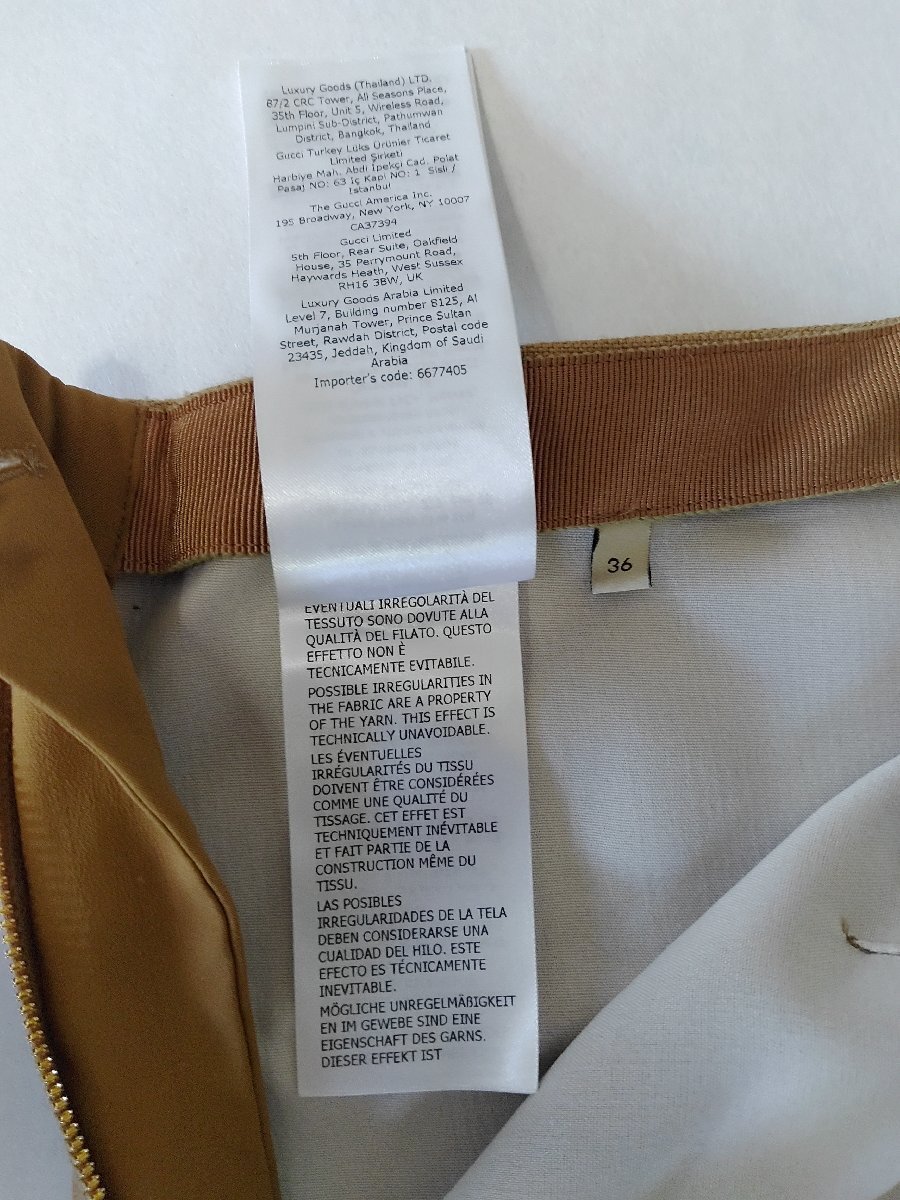 Luxury Goods (Thailand) LTD.
87/2 CRC Tower, All Seasons Place,
35th Floor, Unit 5, Wireless Road,
Lumpini Sub-District, Pathumwan
District, Bangkok, Thailand
Gucci Turkey Lüks Ürünler Ticaret
Limited Şirketi
Harbiye Mah. Abdi İpekçi Cad. Polat
Pasaj NO: 63 İç Kapı NO: 1 Sisli /
Istanbul
The Gucci America Inc.
195 Broadway, New York, NY 10007
CA37394
Gucci Limited
5th Floor, Rear Suite, Oakfield
House, 35 Perrymount Road,
Haywards Heath, West Sussex
RH16 3BW, UK
Luxury Goods Arabia Limited
Level 7, Building number 8125, Al
Murjanah Tower, Prince Sultan
Street, Rawdan District, Postal code
23435, Jeddah, Kingdom of Saudi
Arabia
Importer's code: 6677405
36
EVENTUALI IRREGOLARITÀ DEL
TESSUTO SONO DOVUTE ALLA
QUALITÀ DEL FILATO. QUESTO
EFFETTO NON È
TECNICAMENTE EVITABILE.
POSSIBLE IRREGULARITIES IN
THE FABRIC ARE A PROPERTY
OF THE YARN. THIS EFFECT IS
TECHNICALLY UNAVOIDABLE.
LES ÉVENTUELLES
IRRÉGULARITÉS DU TISSU
DOIVENT ÊTRE CONSIDÉRÉES
COMME UNE QUALITÉ DU
TISSAGE. CET EFFET EST
TECHNIQUEMENT INÉVITABLE
ET FAIT PARTIE DE LA
CONSTRUCTION MÊME DU
TISSU.
LAS POSIBLES
IRREGULARIDADES DE LA TELA
DEBEN CONSIDERARSE UNA
CUALIDAD DEL HILO. ESTE
EFECTO ES TÉCNICAMENTE
INEVITABLE.
MÖGLICHE UNREGELMÄßIGKEIT
EN IM GEWEBE SIND EINE
EIGENSCHAFT DES GARNS.
DIESER EFFEKT IST